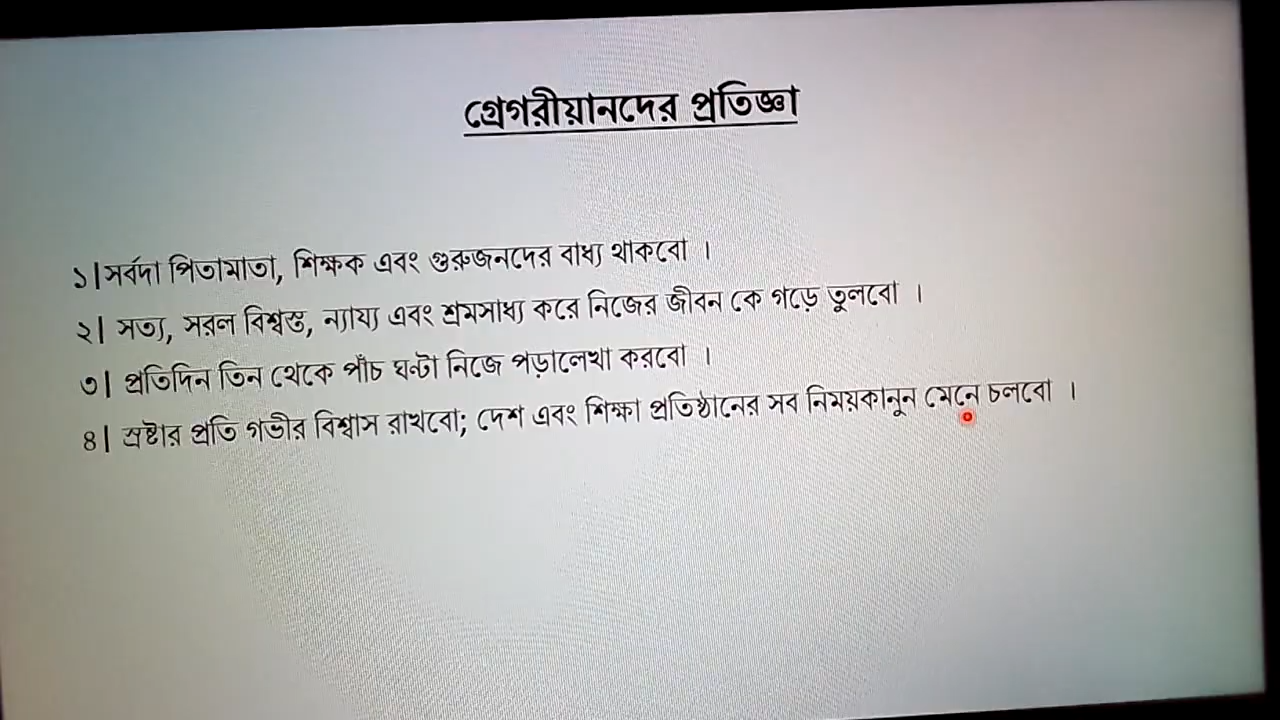 গ্রেগরীয়ানদের প্রতিজ্ঞা
১।সর্বদা পিতামাতা, শিক্ষক এবং গুরুজনদের বাধ্য থাকবো ।
২। সত্য, সরল বিশ্বস্ত, ন্যায্য এবং শ্রমসাধ্য করে নিজের জীবন কে গড়ে তুলবো ।
৩। প্রতিদিন তিন থেকে পাঁচ ঘন্টা নিজে পড়ালেখা করবো ।
৪। স্রষ্টার প্রতি গভীর বিশ্বাস রাখবো; দেশ এবং শিক্ষা প্রতিষ্ঠানের সব নিময়কানুন মেনে চলবো ।